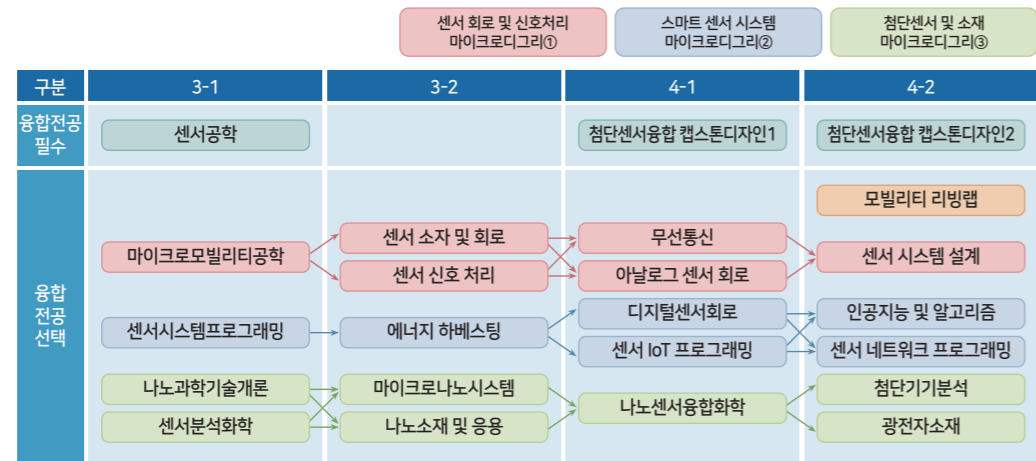 센서 회로 및 신호처리
마이크로디그리①
스마트 센서 시스템
마이크로디그리②
첨단센서 및 소재
마이크로디그리③
구분
3-1
3-2
4-1
4-2
융합전공
필수
센서공학
첨단센서융합 캡스톤디자인1
첨단센서융합 캡스톤디자인2
융합
전공
선택
모빌리티 리빙랩
마이크로모빌리티공학
센서 소자 및 회로
센서 신호 처리
무선통신
아날로그 센서 회로
센서 시스템 설계
센서시스템프로그래밍
에너지 하베스팅
디지털센서회로
센서 IoT 프로그래밍
인공지능 및 알고리즘
센서 네트워크 프로그래밍
나노과학기술개론
센서분석화학
마이크로나노시스템
나노소재 및 응용
나노센서융합화학
첨단기기분석
광전자소재